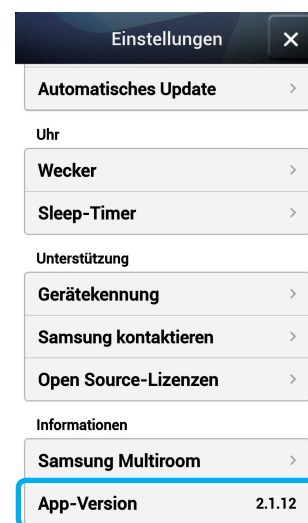 Einstellungen
Automatisches Update
Uhr
Wecker
Sleep-Timer
Unterstützung
Gerätekennung
Samsung kontaktieren
Open Source-Lizenzen
Informationen
Samsung Multiroom
App-Version 2.1.12